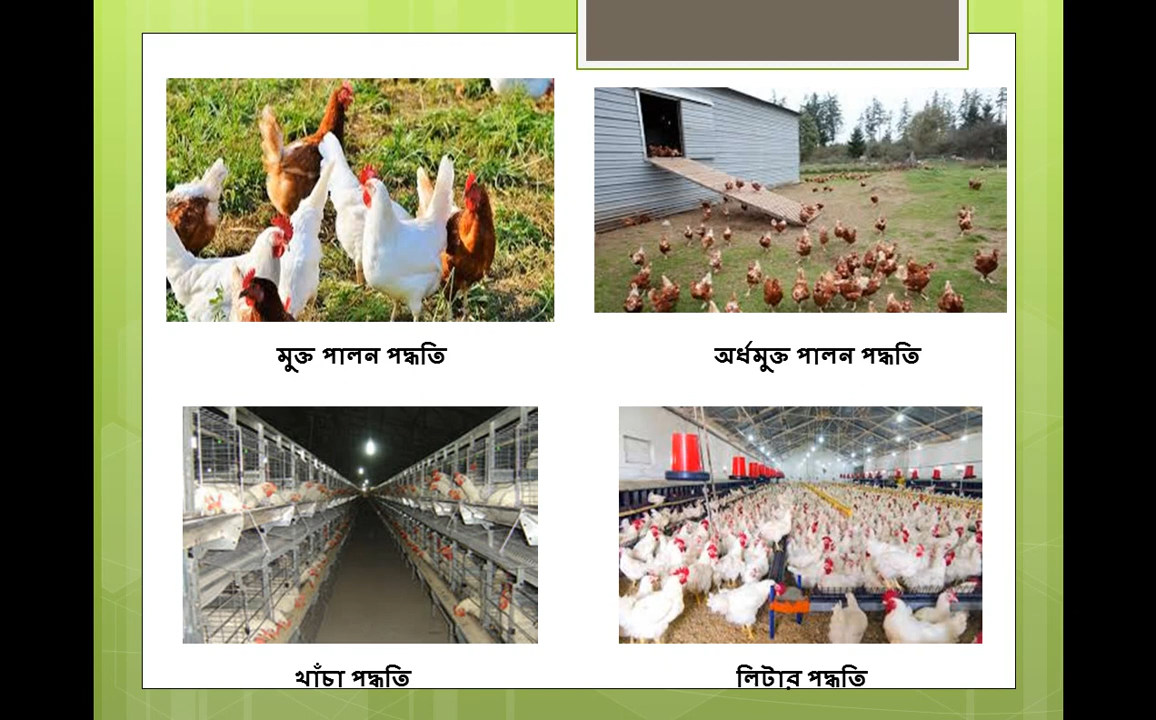 মুক্ত পালন পদ্ধতি
অর্ধমুক্ত পালন পদ্ধতি
খাঁচা পদ্ধতি
লিটার পদ্ধতি